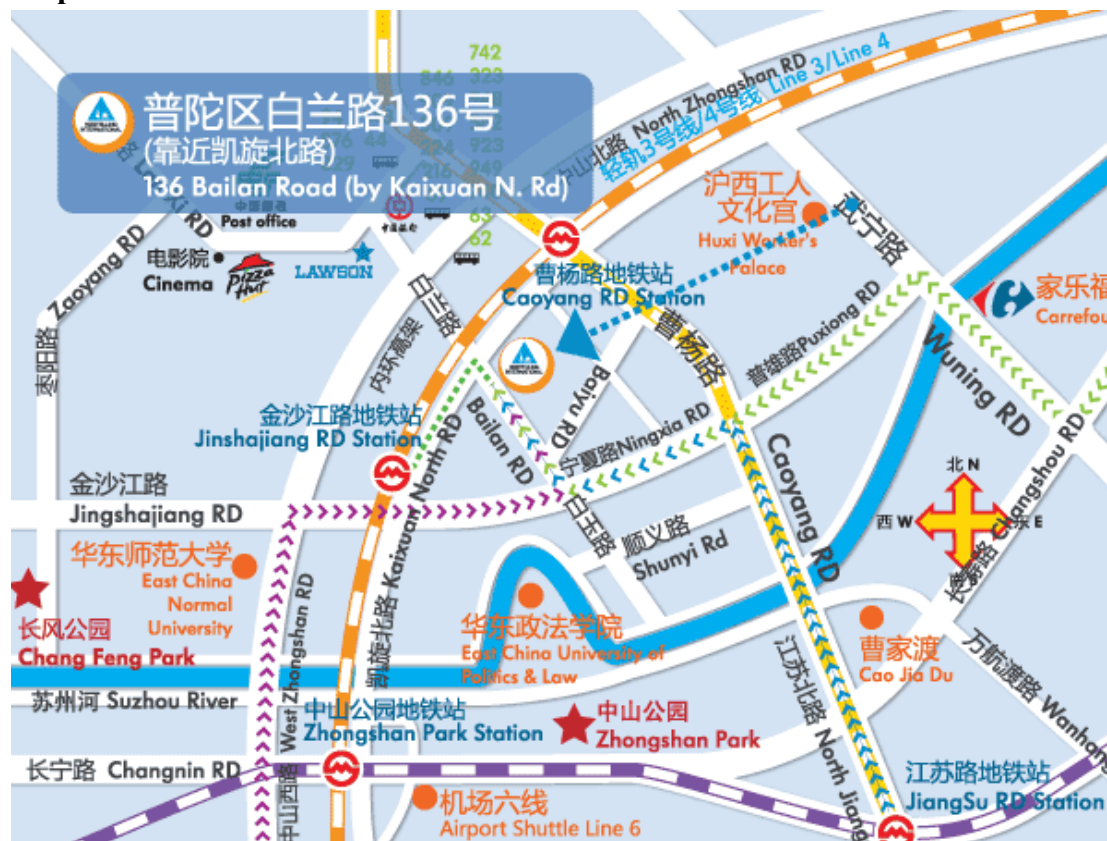 742
846 323
普陀区白兰路136号
(靠近凯旋北路)
136 Bailan Road (by Kaixuan N. Rd)
44
923
224
216 949
63
62
中山北路 North Zhongshan RD
轻轨3号线/4号线 Line 3/Line 4
Post office
中国银行
电影院
Cinema
Pizza Hut
LAWSON
枣阳路 Zaoyang RD
白兰路
内环高架
沪西工人
文化宫
Huxi Worker's
Palace
武宁路
Wuning RD
曹杨路地铁站
Caoyang RD Station
家乐福
Carrefou
曹杨路
Caoyang RD
普雄路Puxiong RD
Baiyu RD
Bailan RD
宁夏路Ningxia RD
金沙江路地铁站
Jinshajiang RD Station
金沙江路
Jingshajiang RD
白玉路
顺义路
Shunyi Rd
北 N
西 W
东 E
Changshou RD
华东师范大学
East China
Normal
University
长风公园
Chang Feng Park
苏州河 Suzhou River
中山西路 West Zhongshan RD
凯旋北路 Kaixuan North RD
华东政法学院
East China University of
Politics & Law
曹家渡
Cao Jia Du
万航渡路 Wanhong
江苏北路 North Jiang
中山公园地铁站
Zhongshan Park Station
中山公园
Zhongshan Park
长宁路 Changnin RD
机场六线
Airport Shuttle Line 6
江苏路地铁站
JiangSu RD Station